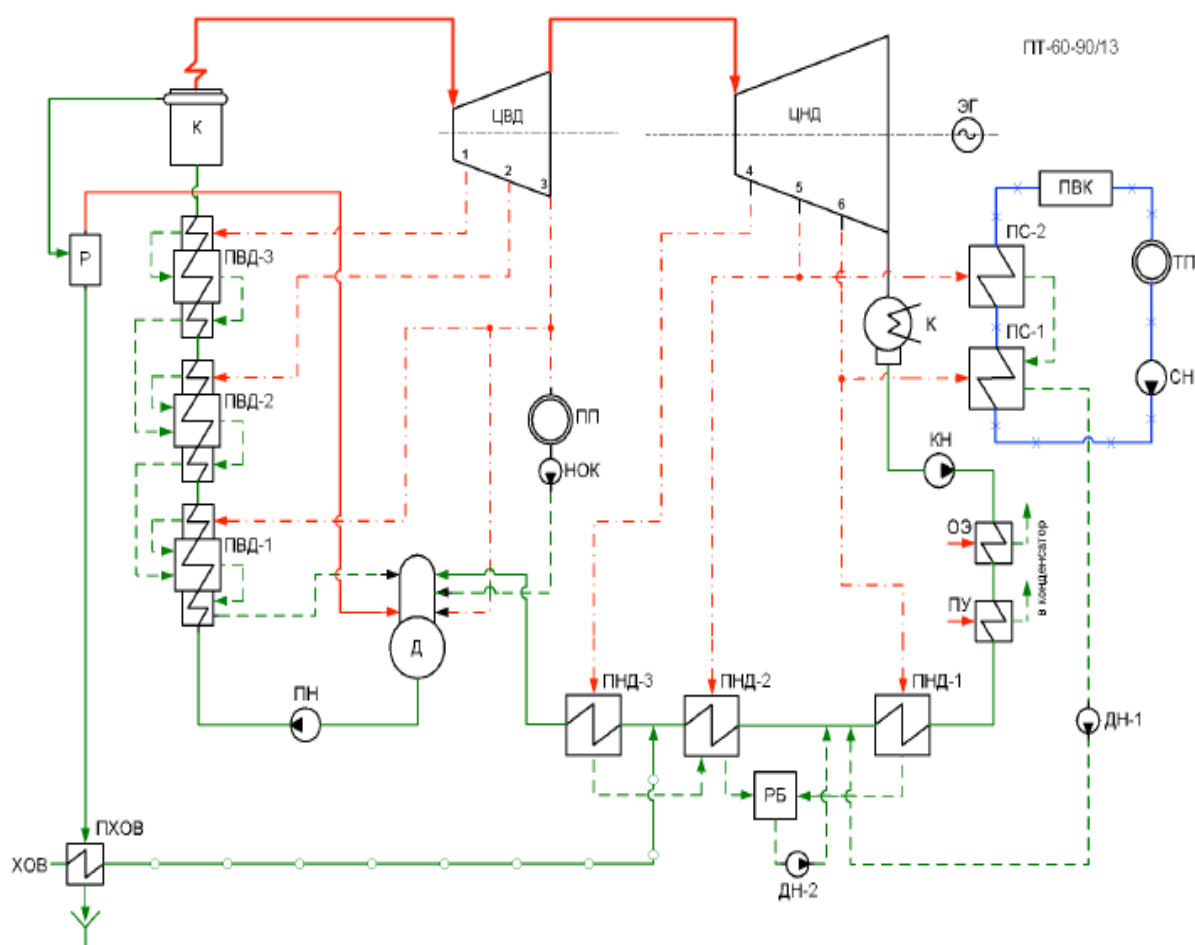 ПТ-60-90/13
ЭГ
ЦВД
ЦНД
К
1
2
3
4
5
6
ПВК
ПС-2
ТП
Р
ПВД-3
К
ПС-1
СН
ПВД-2
ПП
КН
НОК
ОЭ
ПВД-1
ПУ
в конденсатор
Д
ПН
ПНД-3
ПНД-2
ПНД-1
ДН-1
РБ
ПХОВ
ХОВ
ДН-2